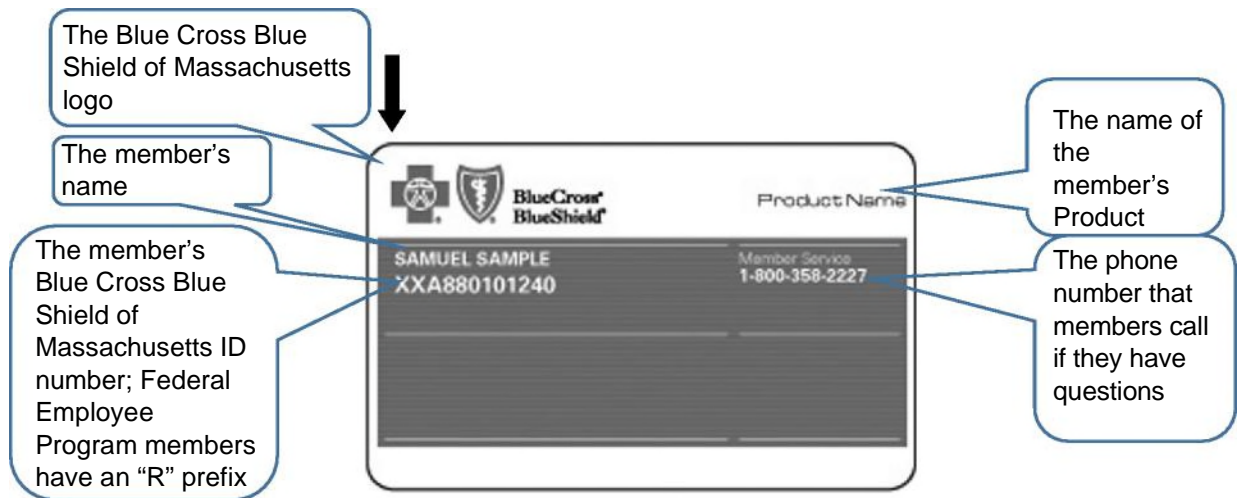 The Blue Cross Blue
Shield of Massachusetts
logo
The member’s
name
The member’s
Blue Cross Blue
Shield of
Massachusetts ID
number; Federal
Employee
Program members
have an “R” prefix
BlueCross®
BlueShield®
Product Name
SAMUEL SAMPLE
XXA880101240
Member Service
1-800-358-2227
The name of
the
member’s
Product
The phone
number that
members call
if they have
questions